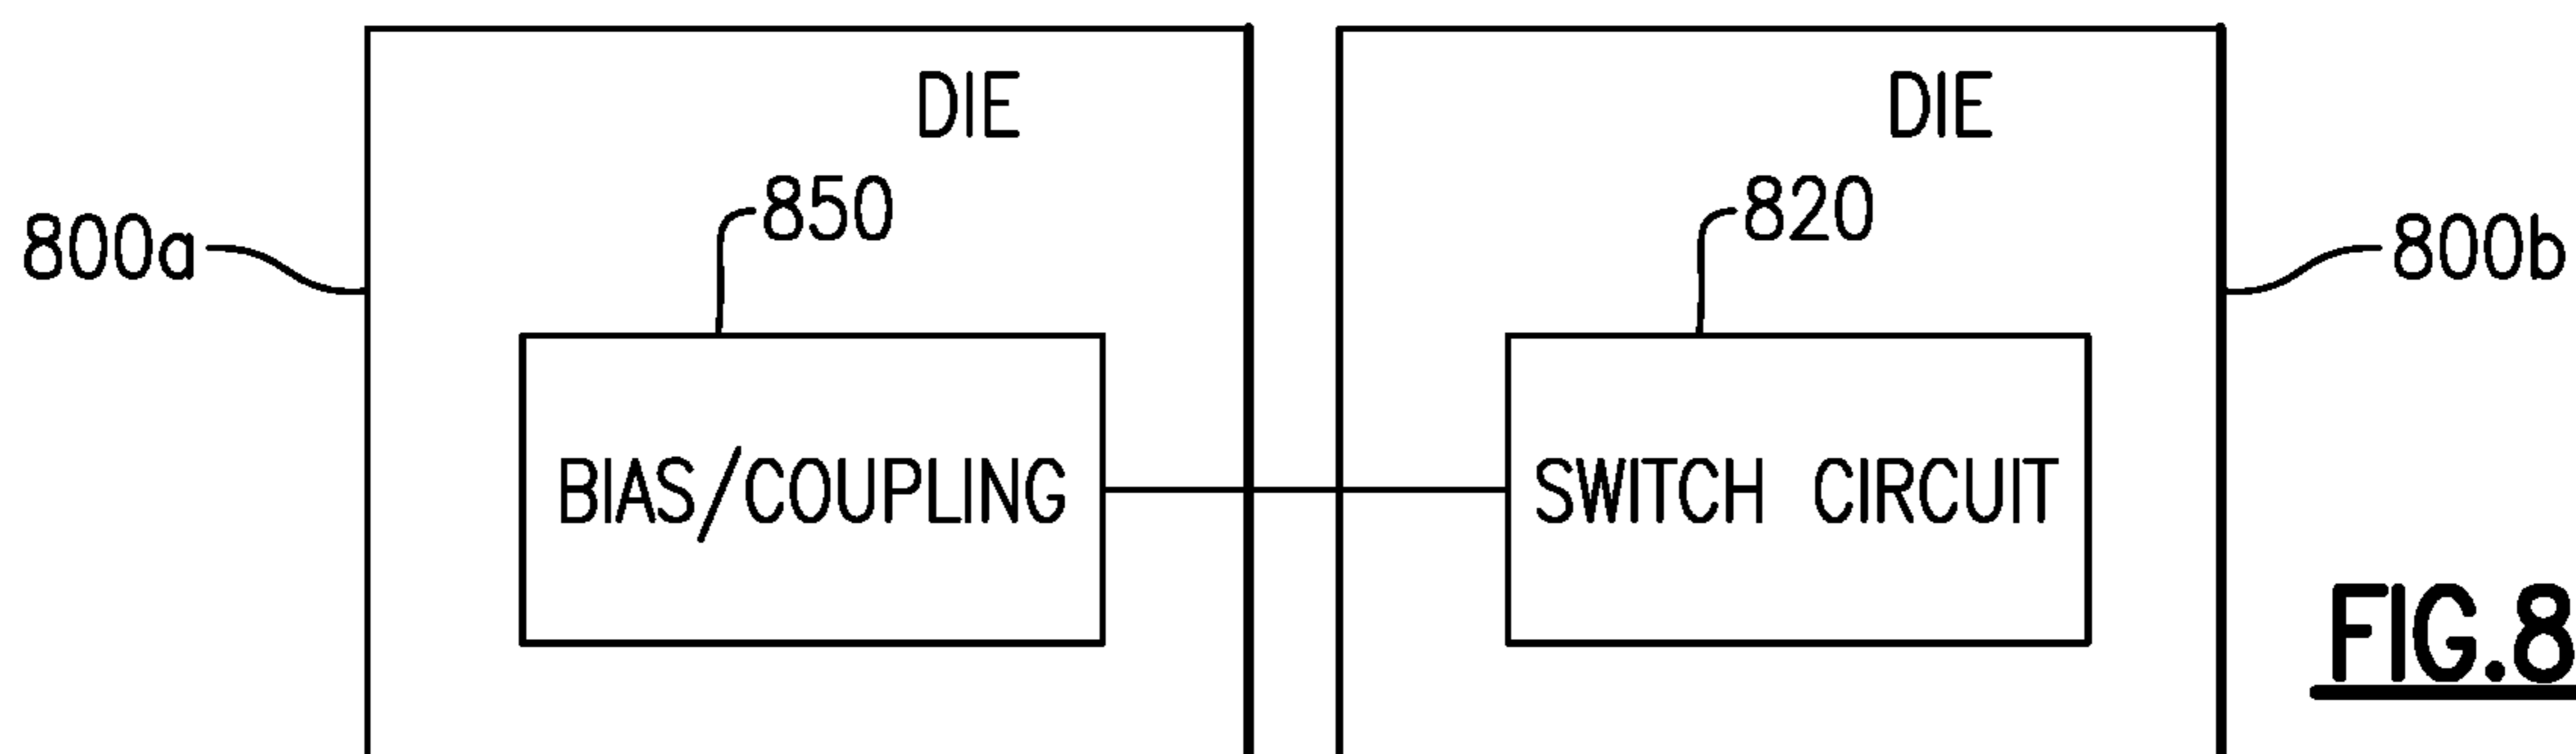 DIE
DIE
850
820
800a
800b
BIAS/COUPLING
SWITCH CIRCUIT
FIG.8